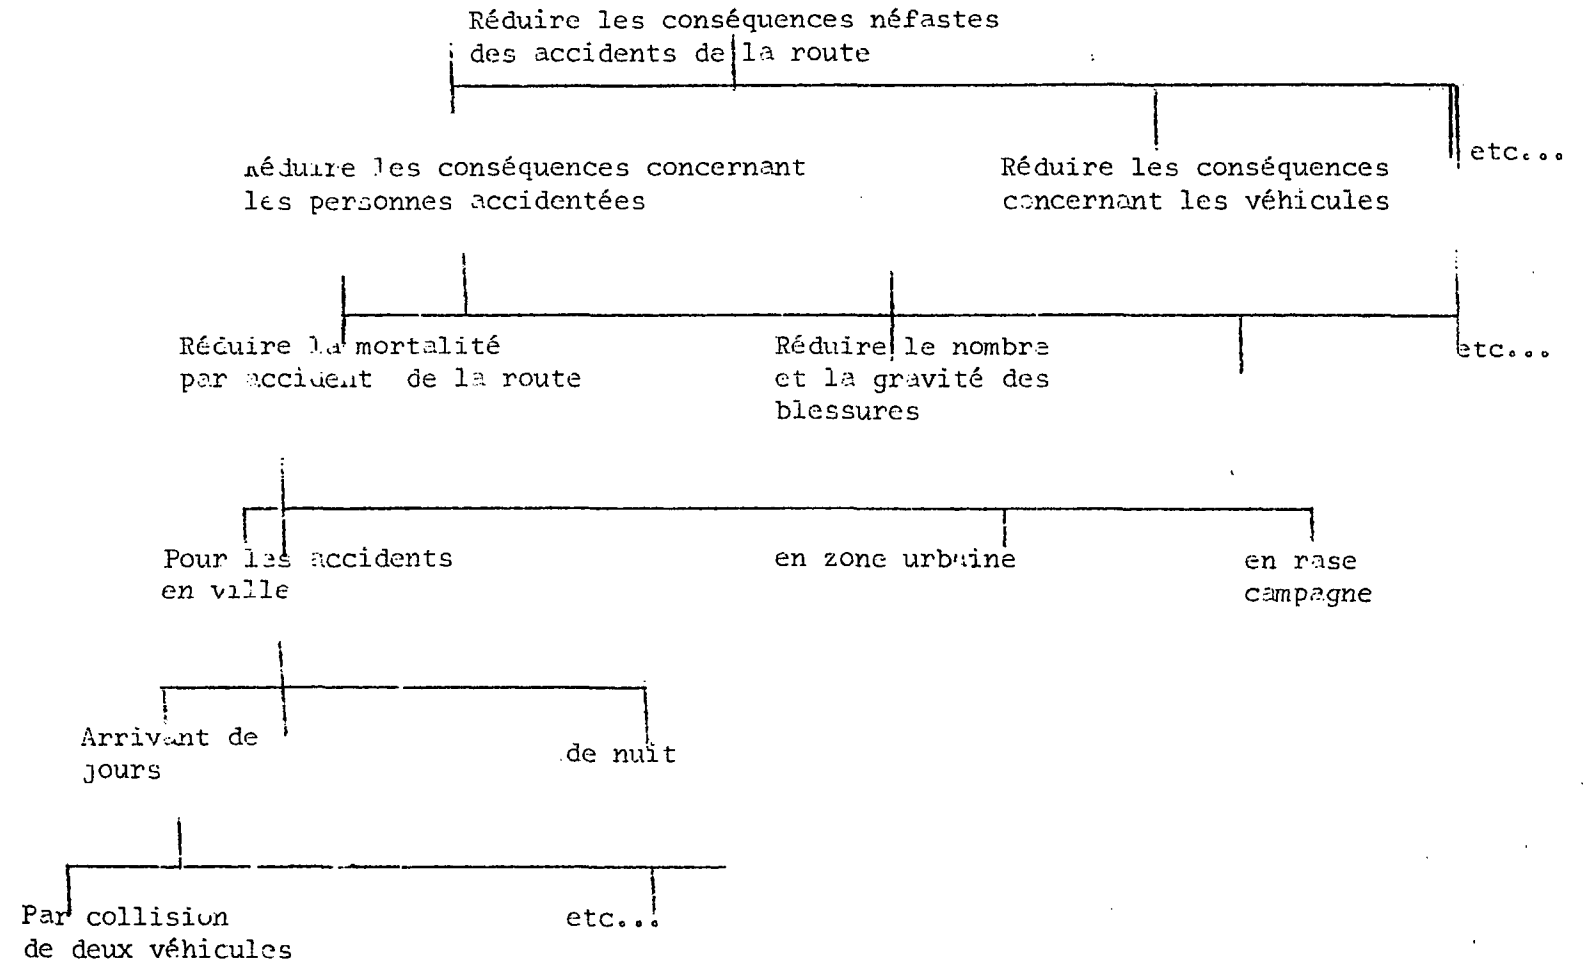 Réduire les conséquences néfastes
des accidents de la route
etc...
Réduire les conséquences concernant
les personnes accidentées
Réduire les conséquences
concernant les véhicules
Réduire la mortalité
par accident de la route
Réduire le nombre
et la gravité des
blessures
etc...
Pour les accidents
en ville
en zone urbaine
en rase
campagne
Arrivant de
jours
de nuit
Par collision
de deux véhicules
etc...